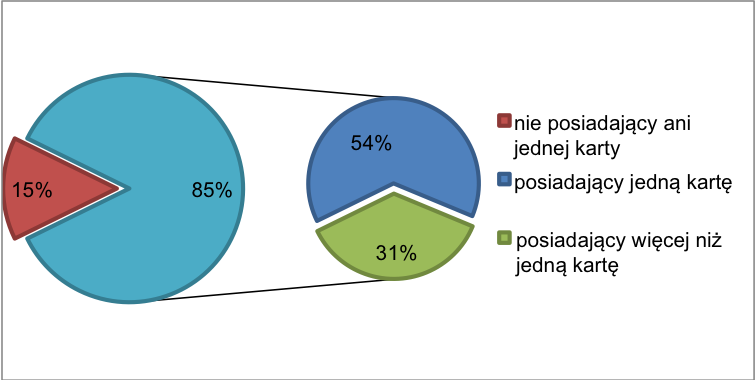 15%
85%
54%
31%
nie posiadający ani
jednej karty
posiadający jedną kartę
posiadający więcej niż
jedną kartę